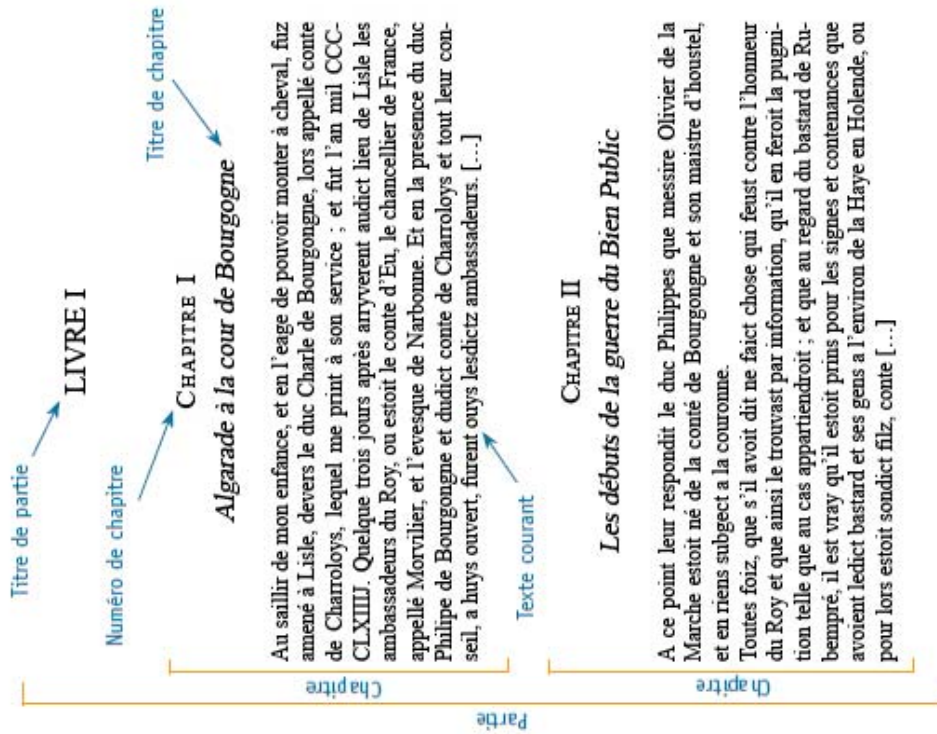 Titre de partie
LIVRE I
Numéro de chapitre
CHAPITRE I
Titre de chapitre
Algarade à la cour de Bourgogne
Au saillir de mon enfance, et en l'eage de pouvoir monter à cheval, fuz
amené à Lisle, devers le duc Charle de Bourgongne, lors appellé conte
de Charroloys, lequel me print à son service ; et fut l'an mil CCC-
CLXIIIJ. Quelque trois jours après arryverent audict lieu de Lisle les
ambassadeurs du Roy, ou estoit le conte d'Eu, le chancellier de France,
appellé Morvilier, et l'evesque de Narbonne. Et en la presence du duc
Philipe de Bourgongne et dudict conte de Charroloys et tout leur con-
seil, a huys ouvert, furent ouys lesdictz ambassadeurs. [...]
Texte courant
Chapitre
CHAPITRE II
Les débuts de la guerre du Bien Public
A ce point leur respondit le duc Philippes que messire Olivier de la
Marche estoit né de la conté de Bourgongne et son maistre d'houstel,
et en riens subgect a la couronne.
Toutes foiz, que s'il avoit dit ne faict chose qui feust contre l'honneur
du Roy et que ainsi le trouvast par information, qu'il en feroit la pugni-
tion telle que au cas appartiendroit ; et que au regard du bastard de Ru-
bempré, il est vray qu'il estoit prins pour les signes et contenances que
avoient ledict bastard et ses gens a l'environ de la Haye en Holende, ou
pour lors estoit sondict filz, conte [...]
Chapitre
Partie